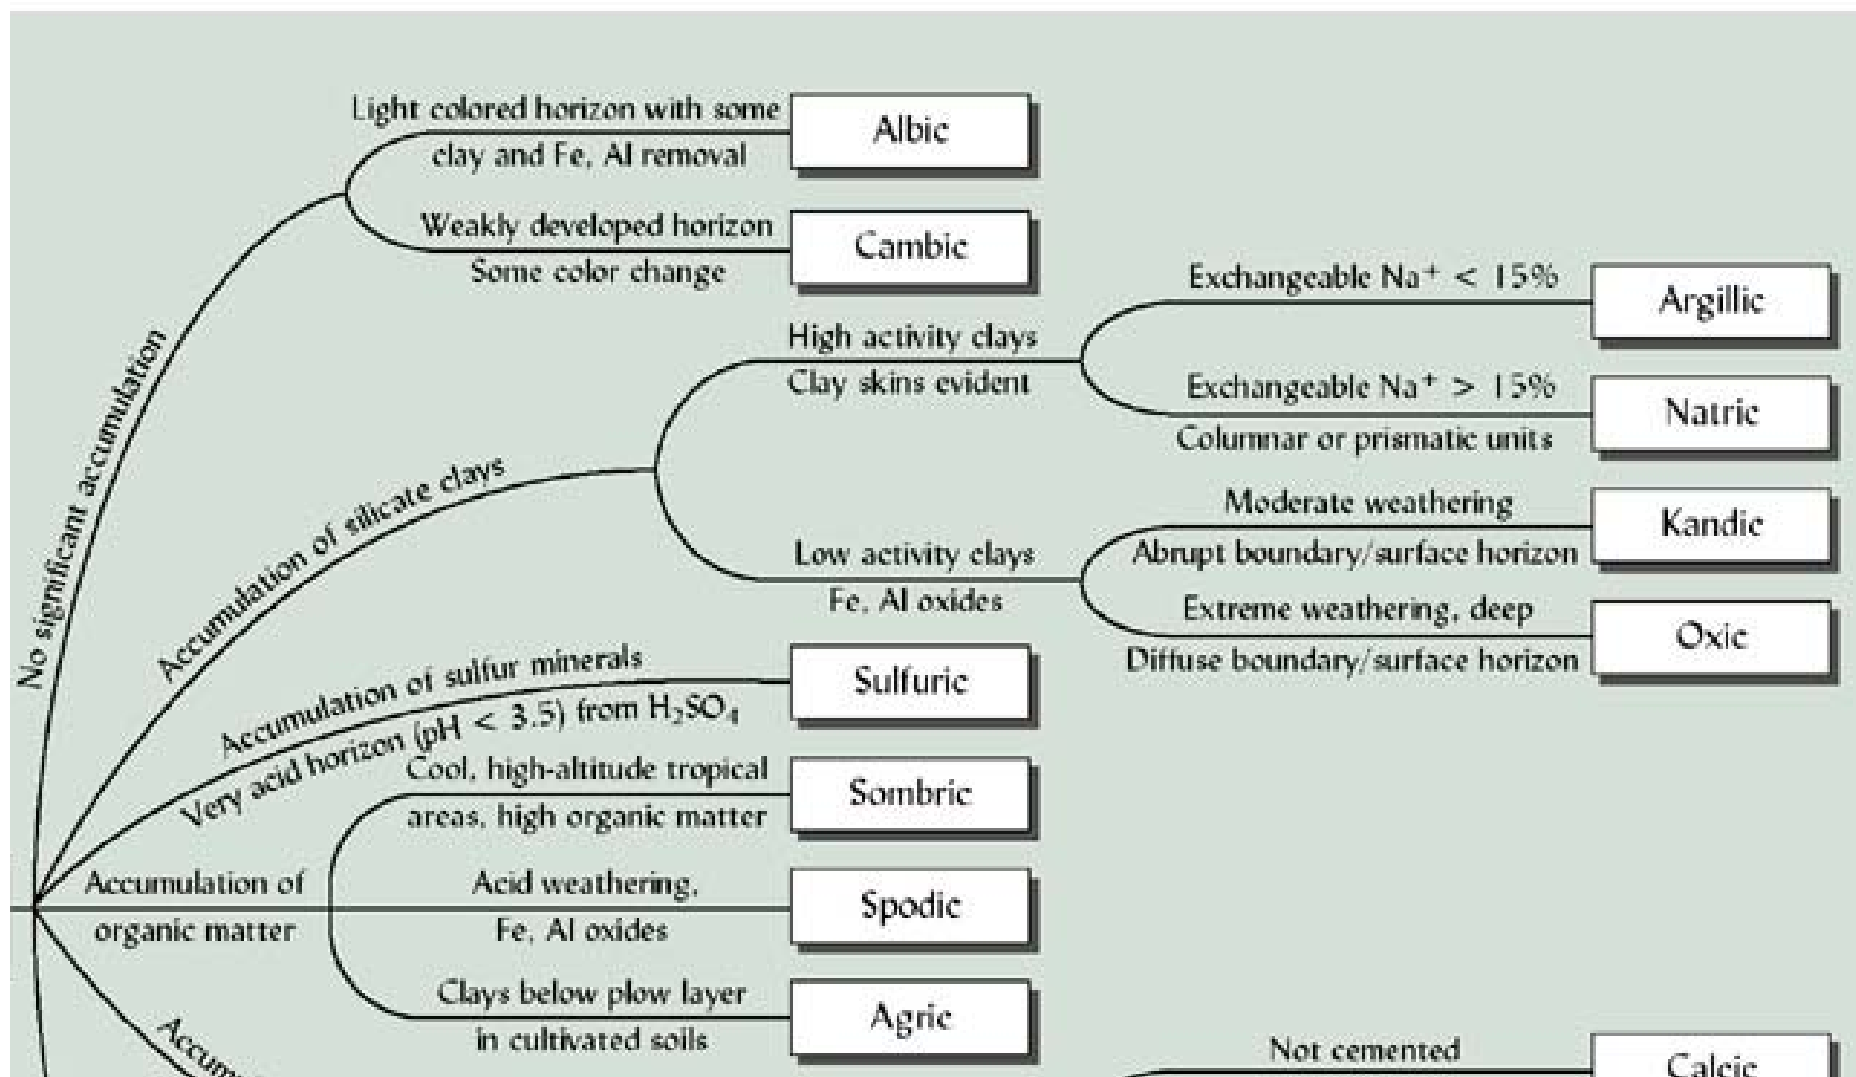 Light colored horizon with some
clay and Fe, Al removal
Albic
Weakly developed horizon
Some color change
Cambic
No significant accumulation
Accumulation of silicate clays
High activity clays
Clay skins evident
Exchangeable Na⁺ < 15%
Argillic
Exchangeable Na⁺ > 15%
Columnar or prismatic units
Natric
Low activity clays
Fe, Al oxides
Moderate weathering
Abrupt boundary/surface horizon
Kandic
Extreme weathering, deep
Diffuse boundary/surface horizon
Oxic
Accumulation of sulfur minerals
Very acid horizon (pH < 3.5) from H₂SO₄
Sulfuric
Accumulation of
organic matter
Cool, high-altitude tropical
areas, high organic matter
Sombric
Acid weathering,
Fe, Al oxides
Spodic
Clays below plow layer
in cultivated soils
Agric
Not cemented
Calcic